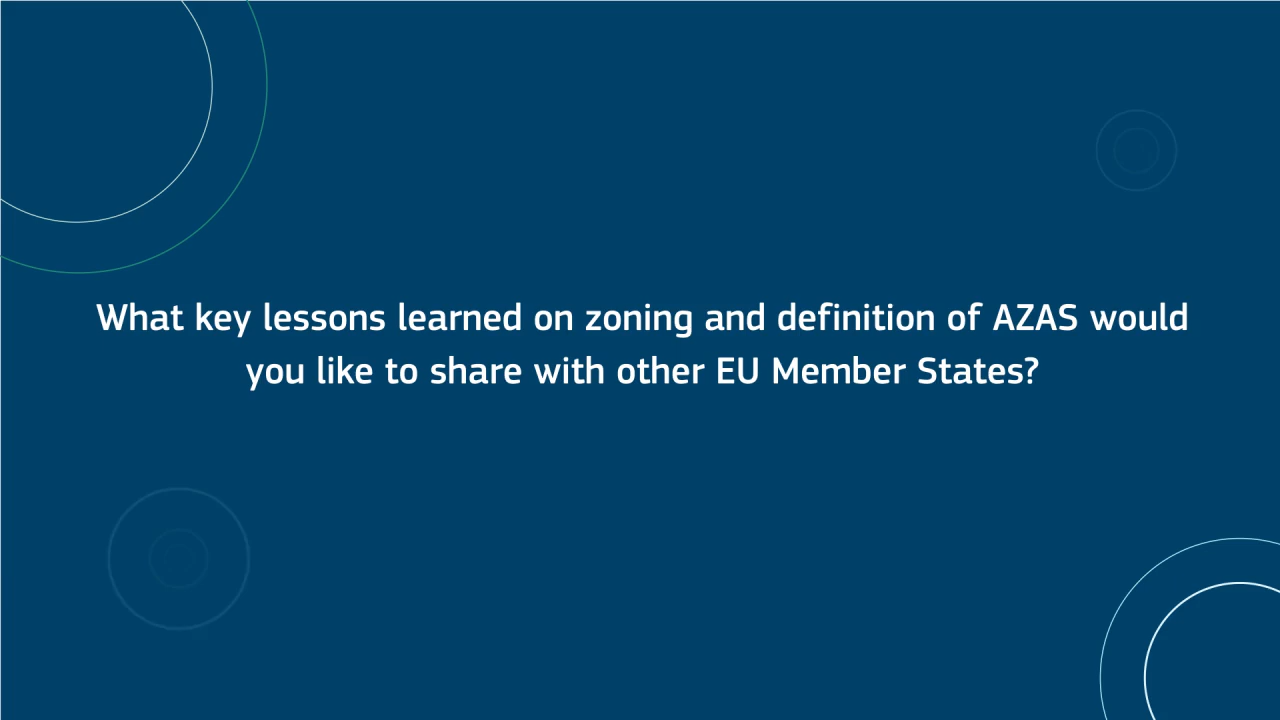 What key lessons learned on zoning and definition of AZAS would
you like to share with other EU Member States?